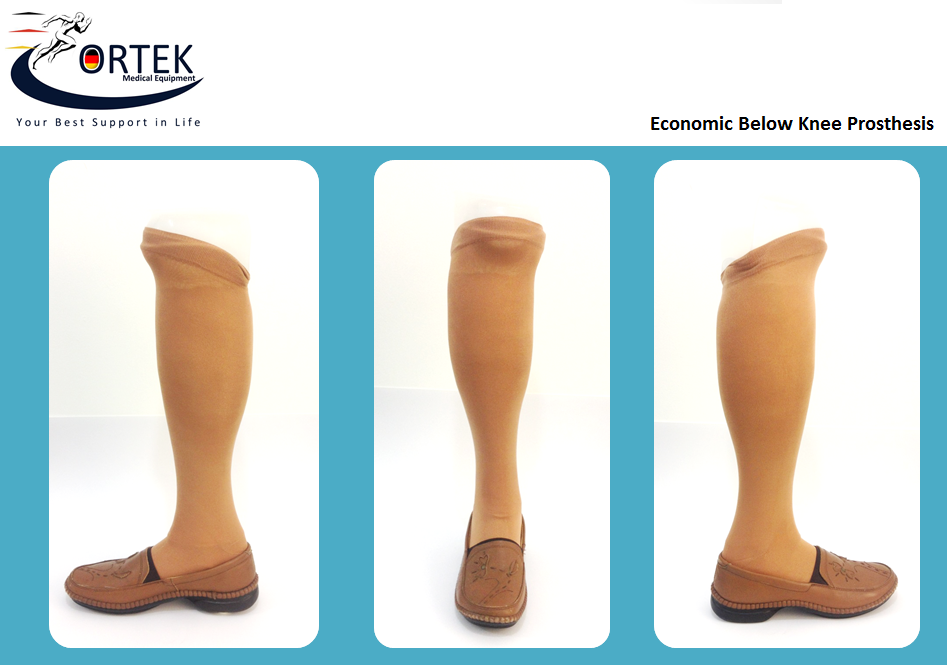 ORTEK
Medical Equipment
Your Best Support in Life
Economic Below Knee Prosthesis